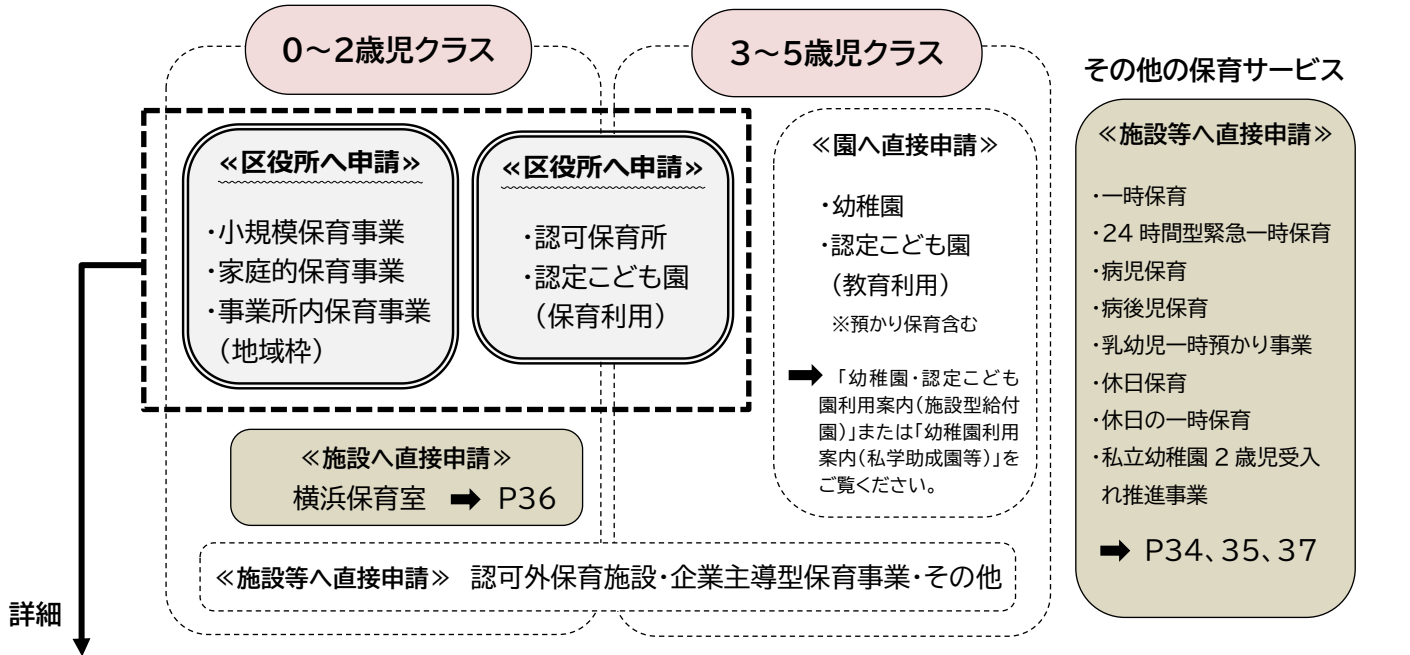 0~2歳児クラス
3~5歳児クラス
その他の保育サービス
≪区役所へ申請≫
・小規模保育事業
・家庭的保育事業
・事業所内保育事業
(地域枠)
≪区役所へ申請≫
・認可保育所
・認定こども園
(保育利用)
≪園へ直接申請≫
・幼稚園
・認定こども園
(教育利用)
※預かり保育含む
➡ 「幼稚園・認定こども
園利用案内(施設型給付
園)」または「幼稚園利用
案内(私学助成園等)」を
ご覧ください。
≪施設等へ直接申請≫
・一時保育
・24 時間型緊急一時保育
・病児保育
・病後児保育
・乳幼児一時預かり事業
・休日保育
・休日の一時保育
・私立幼稚園 2 歳児受入
れ推進事業
➡ P34、35、37
≪施設へ直接申請≫
横浜保育室 ➡ P36
≪施設等へ直接申請≫ 認可外保育施設・企業主導型保育事業・その他
詳細